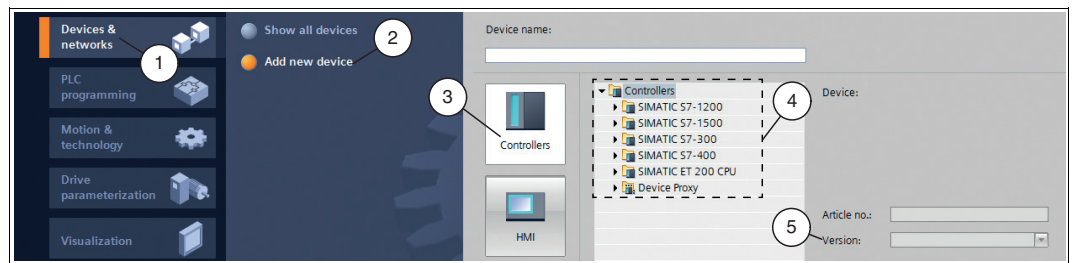 Devices &
networks
1
PLC
programming
Motion &
technology
Drive
parameterization
Visualization
Show all devices
2
Add new device
Device name:
3
Controllers
HMI
Controllers
SIMATIC S7-1200
SIMATIC S7-1500
SIMATIC S7-300
SIMATIC S7-400
SIMATIC ET 200 CPU
Device Proxy
4
Device:
Article no.:
5
Version: